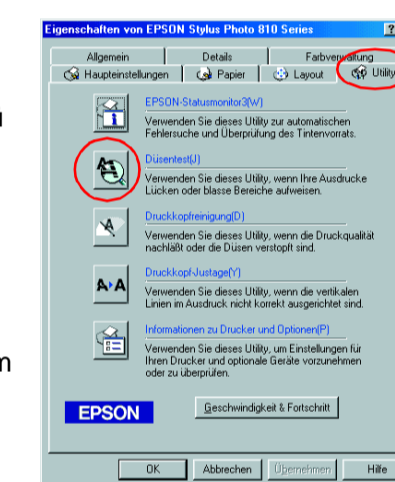 Eigenschaften von EPSON Stylus Photo 810 Series
Allgemein Details Farbverwaltung
Haupteinstellungen Papier Layout Utility
EPSON-Statusmonitor3(W)
Verwenden Sie dieses Utility zur automatischen
Fehlersuche und Überprüfung des Tintenvorrats.
Düsentest(J)
Verwenden Sie dieses Utility, wenn Ihre Ausdrucke
Lücken oder blasse Bereiche aufweisen.
Druckkopfreinigung(D)
Verwenden Sie dieses Utility, wenn die Druckqualität
nachläßt oder die Düsen verstopft sind.
Druckkopf-Justage(Y)
Verwenden Sie dieses Utility, wenn die vertikalen
Linien im Ausdruck nicht korrekt ausgerichtet sind.
Informationen zu Drucker und Optionen(P)
Verwenden Sie dieses Utility, um Einstellungen für
Ihren Drucker und optionale Geräte vorzunehmen
oder zu überprüfen.
EPSON Geschwindigkeit & Fortschritt
OK Abbrechen Übernehmen Hilfe